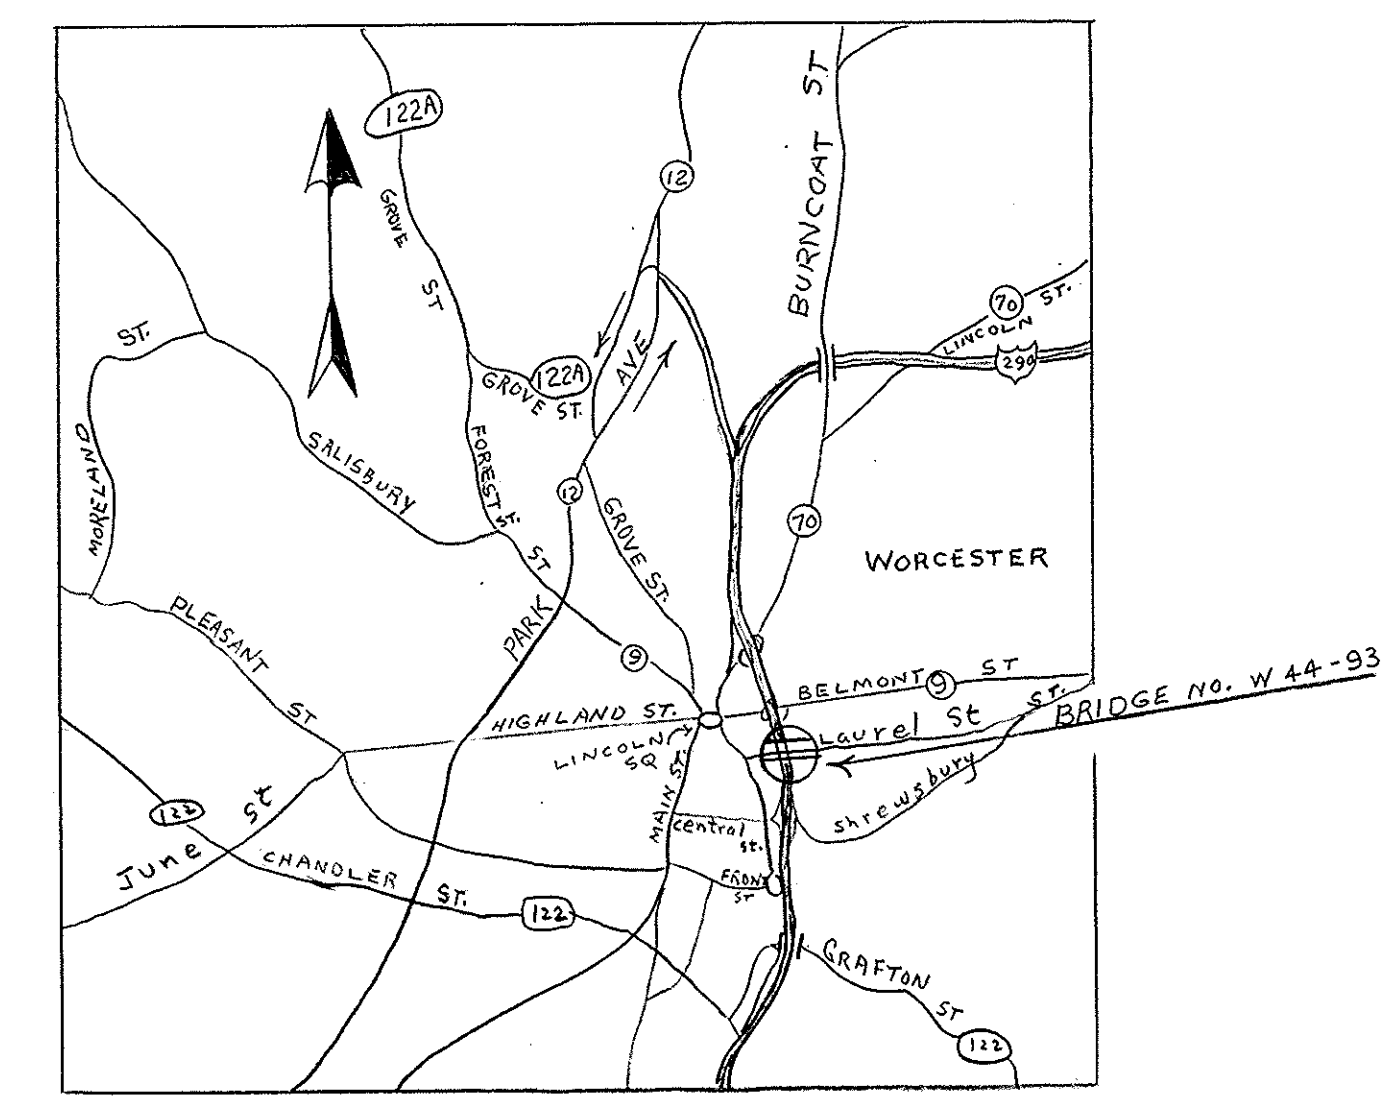 122A
GROVE ST
12
BURNCOAT ST
70
LINCOLN ST.
290
ST.
MORELAND
122A
GROVE ST.
AVE
SALISBURY
FOREST ST.
ST
12
GROVE ST.
70
WORCESTER
PLEASANT
ST
PARK
9
BELMONT 9 ST
HIGHLAND ST.
LINCOLN
SQ
Laurel St
ST.
BRIDGE NO. W 44-93
MAIN ST.
central
st.
shrewsbury
122
June St
CHANDLER ST.
122
FRONT
ST
GRAFTON
ST
122